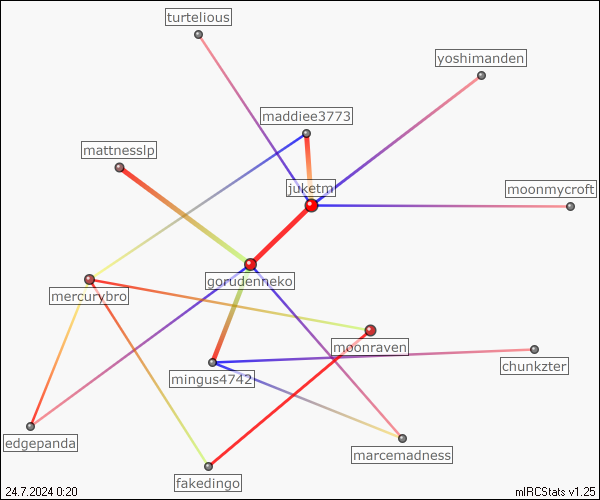 turtelious
yoshimanden
maddiee3773
mattnesslp
juketm
moonmycroft
gorudenneko
mercurybro
moonraven
chunkzter
mingus4742
edgepanda
marcemadness
fakedingo
24.7.2024 0:20
mIRCStats v1.25